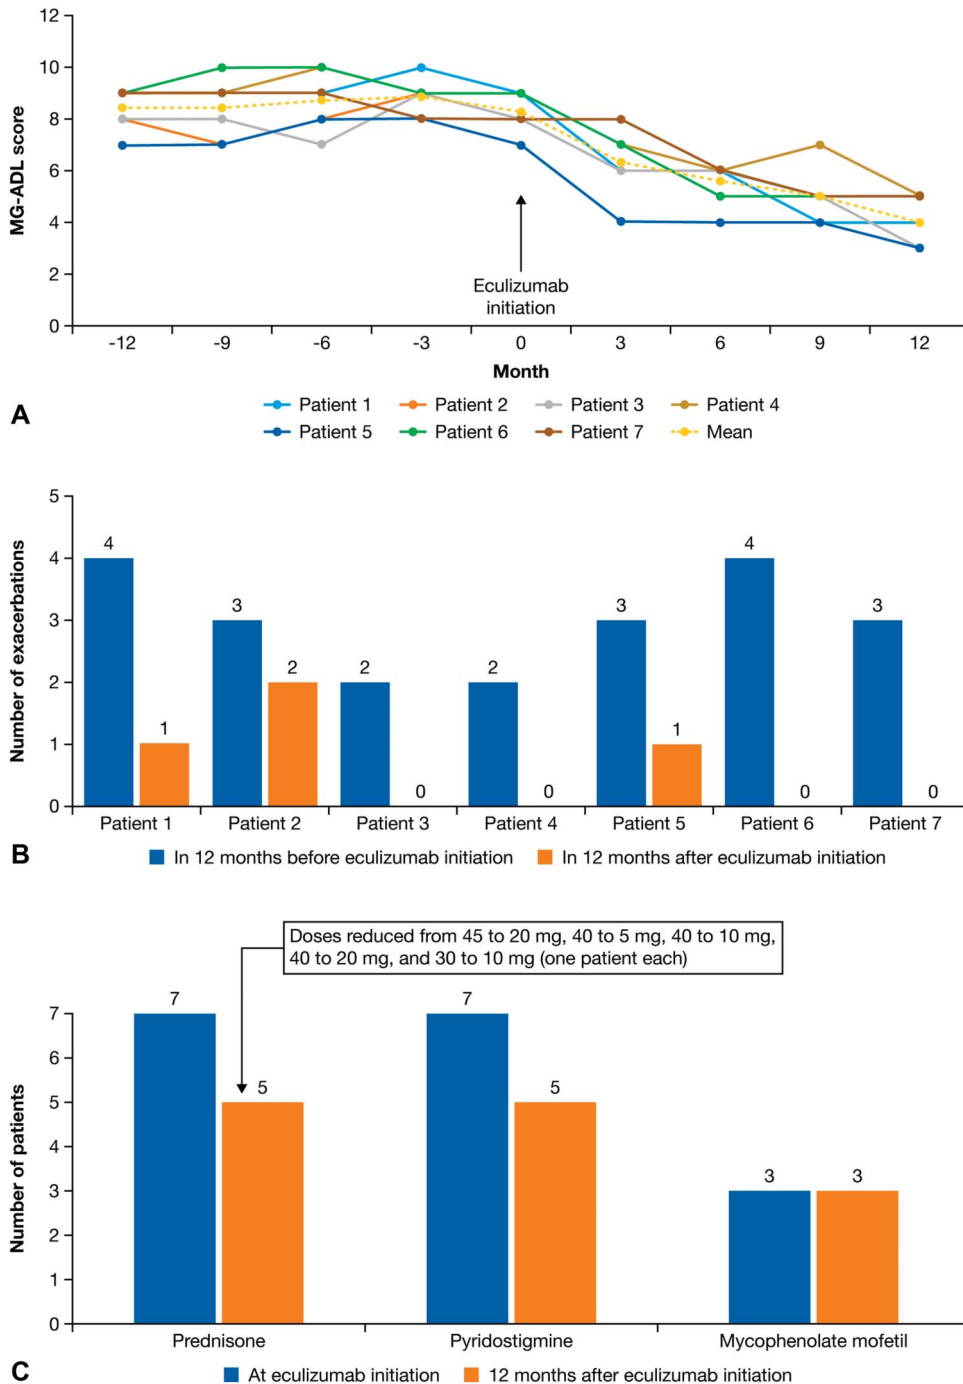 12
10
8
6
4
2
0
MG-ADL score
Eculizumab
initiation
-12 -9 -6 -3 0 3 6 9 12
Month
Patient 1 Patient 2 Patient 3 Patient 4
Patient 5 Patient 6 Patient 7 Mean
A
5
4
3
2
1
0
Number of exacerbations
4 1 3 2 2 0 2 0 3 1 4 0 3 0
Patient 1 Patient 2 Patient 3 Patient 4 Patient 5 Patient 6 Patient 7
In 12 months before eculizumab initiation In 12 months after eculizumab initiation
B
Doses reduced from 45 to 20 mg, 40 to 5 mg, 40 to 10 mg,
40 to 20 mg, and 30 to 10 mg (one patient each)
7
6
5
4
3
2
1
0
Number of patients
7 5 7 5 3 3
Prednisone Pyridostigmine Mycophenolate mofetil
At eculizumab initiation 12 months after eculizumab initiation
C